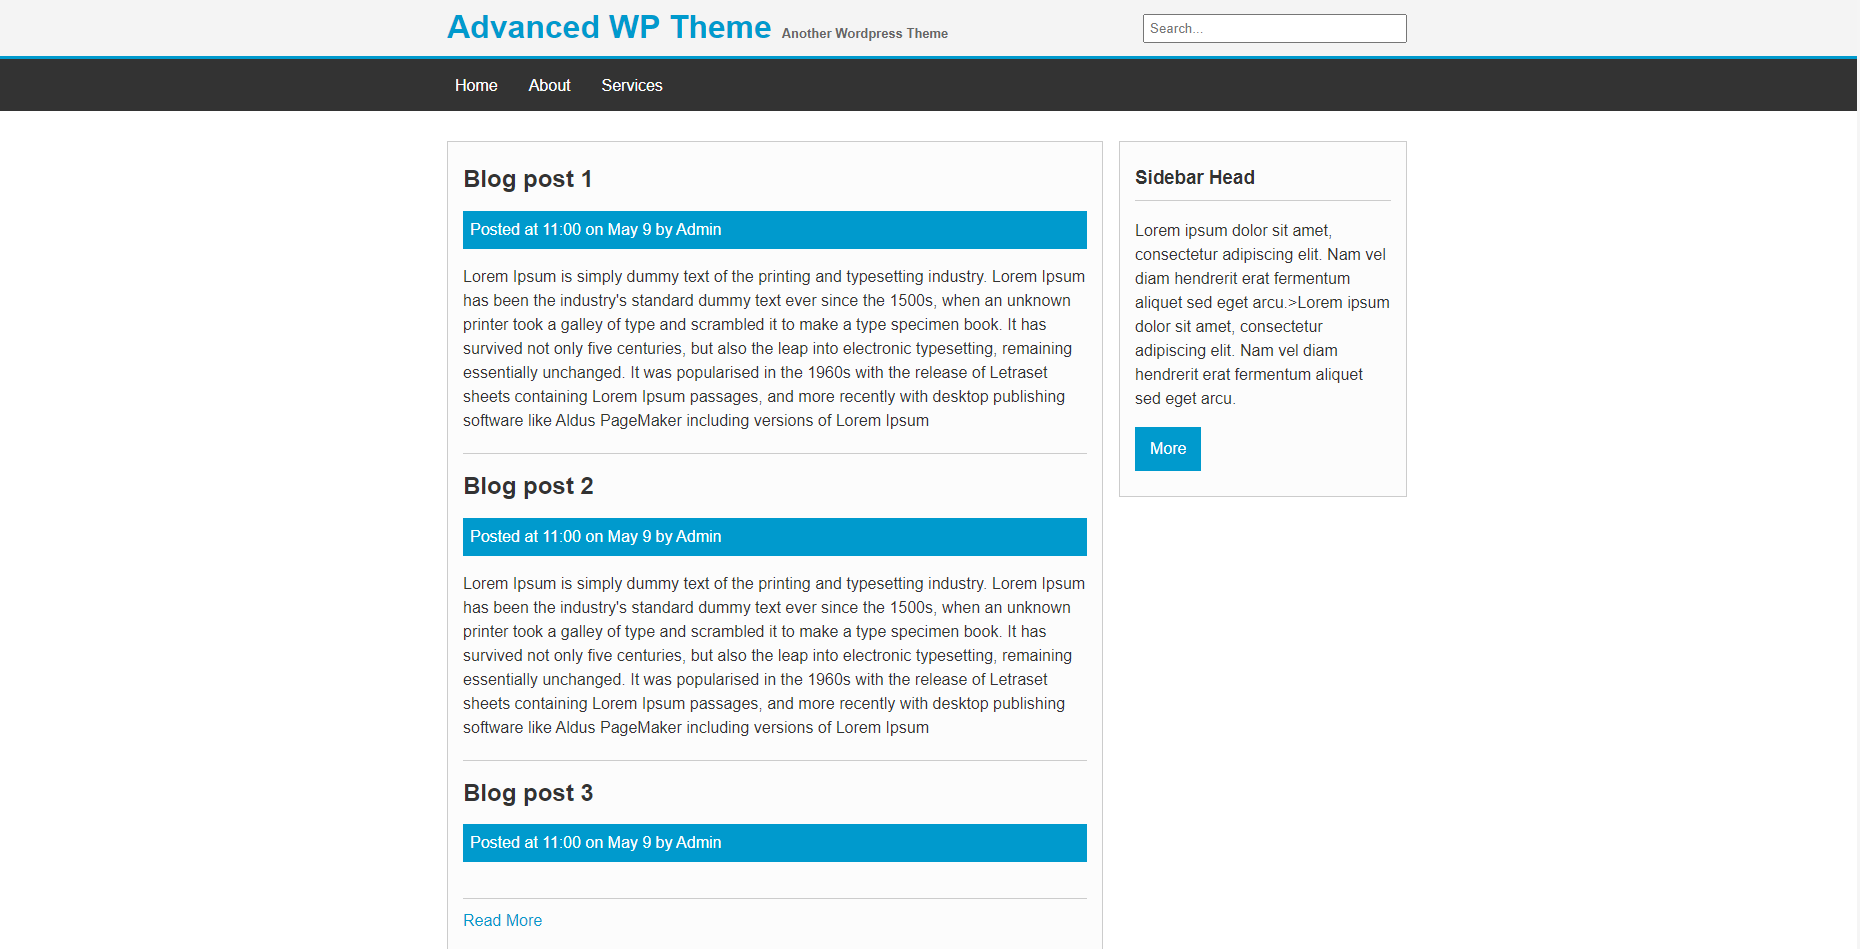 Advanced WP Theme Another Wordpress Theme
Search...
Home About Services
Blog post 1
Posted at 11:00 on May 9 by Admin
Lorem Ipsum is simply dummy text of the printing and typesetting industry. Lorem Ipsum
has been the industry's standard dummy text ever since the 1500s, when an unknown
printer took a galley of type and scrambled it to make a type specimen book. It has
survived not only five centuries, but also the leap into electronic typesetting, remaining
essentially unchanged. It was popularised in the 1960s with the release of Letraset
sheets containing Lorem Ipsum passages, and more recently with desktop publishing
software like Aldus PageMaker including versions of Lorem Ipsum
Blog post 2
Posted at 11:00 on May 9 by Admin
Lorem Ipsum is simply dummy text of the printing and typesetting industry. Lorem Ipsum
has been the industry's standard dummy text ever since the 1500s, when an unknown
printer took a galley of type and scrambled it to make a type specimen book. It has
survived not only five centuries, but also the leap into electronic typesetting, remaining
essentially unchanged. It was popularised in the 1960s with the release of Letraset
sheets containing Lorem Ipsum passages, and more recently with desktop publishing
software like Aldus PageMaker including versions of Lorem Ipsum
Blog post 3
Posted at 11:00 on May 9 by Admin
Read More
Sidebar Head
Lorem ipsum dolor sit amet,
consectetur adipiscing elit. Nam vel
diam hendrerit erat fermentum
aliquet sed eget arcu.>Lorem ipsum
dolor sit amet, consectetur
adipiscing elit. Nam vel diam
hendrerit erat fermentum aliquet
sed eget arcu.
More